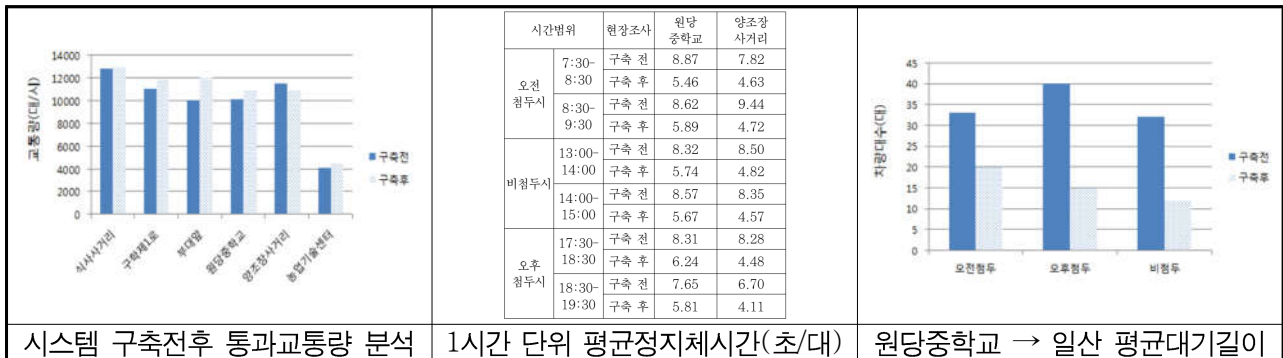 14000
12000
10000
8000
6000
4000
2000
0
교통량(대/시)
식사사거리
구학제1로
부대앞
원당중학교
양조장사거리
농업기술센터
구축전
구축후
시스템 구축전후 통과교통량 분석
시간범위 현장조사 원당 중학교 양조장 사거리
오전 첨두시 7:30-8:30 구축 전 8.87 7.82
구축 후 5.46 4.63
8:30-9:30 구축 전 8.62 9.44
구축 후 5.89 4.72
비첨두시 13:00-14:00 구축 전 8.32 8.50
구축 후 5.74 4.82
14:00-15:00 구축 전 8.57 8.35
구축 후 5.67 4.57
오후 첨두시 17:30-18:30 구축 전 8.31 8.28
구축 후 6.24 4.48
18:30-19:30 구축 전 7.65 6.70
구축 후 5.81 4.11
1시간 단위 평균정지체시간(초/대)
45
40
35
30
25
20
15
10
5
0
차량대수(대)
오전첨두
오후첨두
비첨두
구축전
구축후
원당중학교 → 일산 평균대기길이